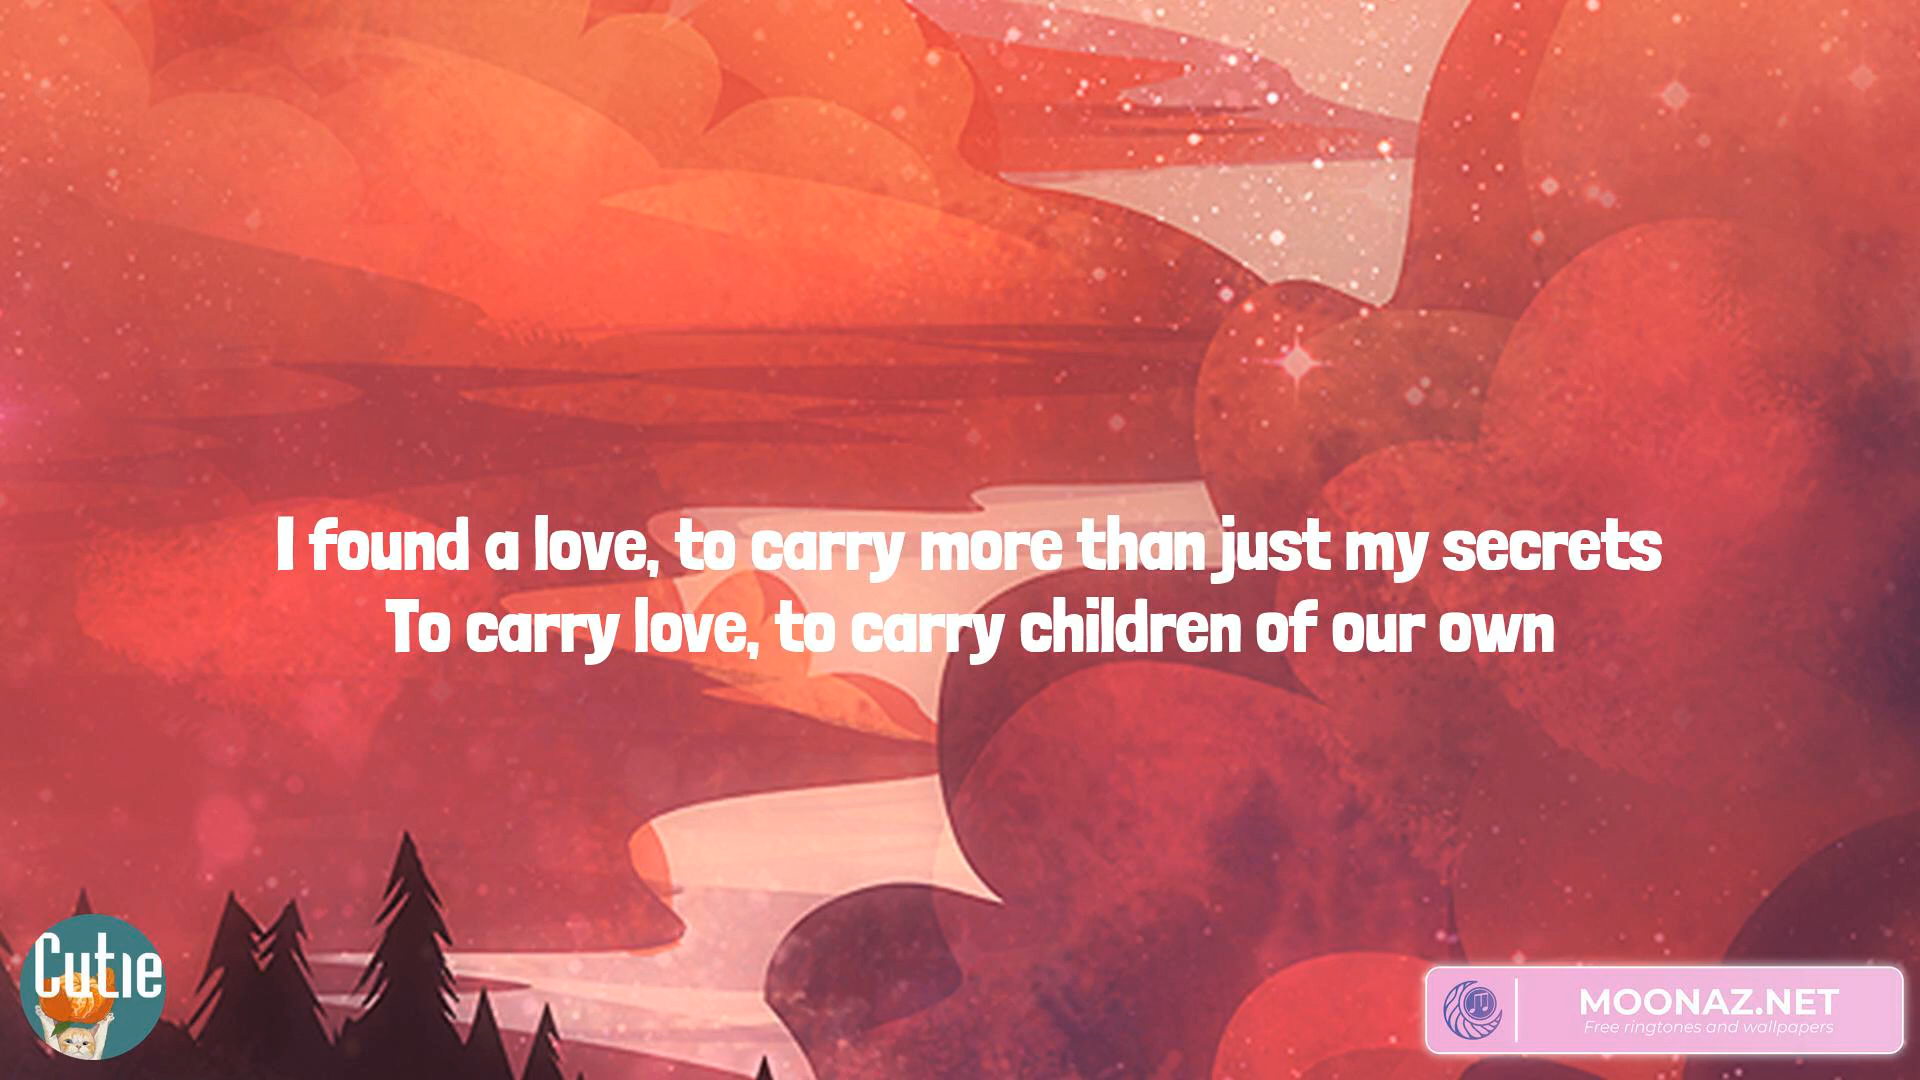 I found a love, to carry more than just my secrets
To carry love, to carry children of our own
Cutie
MOONAZ.NET
Free ringtones and wallpapers